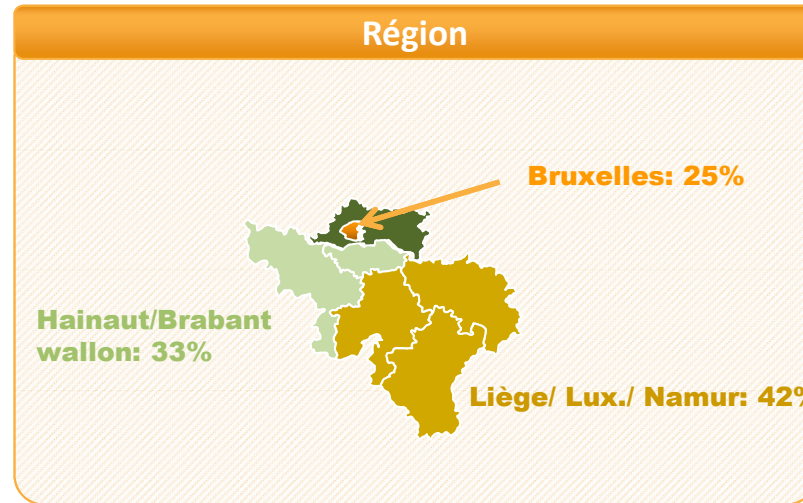 Région
Bruxelles: 25%
Hainaut/Brabant
wallon: 33%
Liège/ Lux./ Namur: 42%